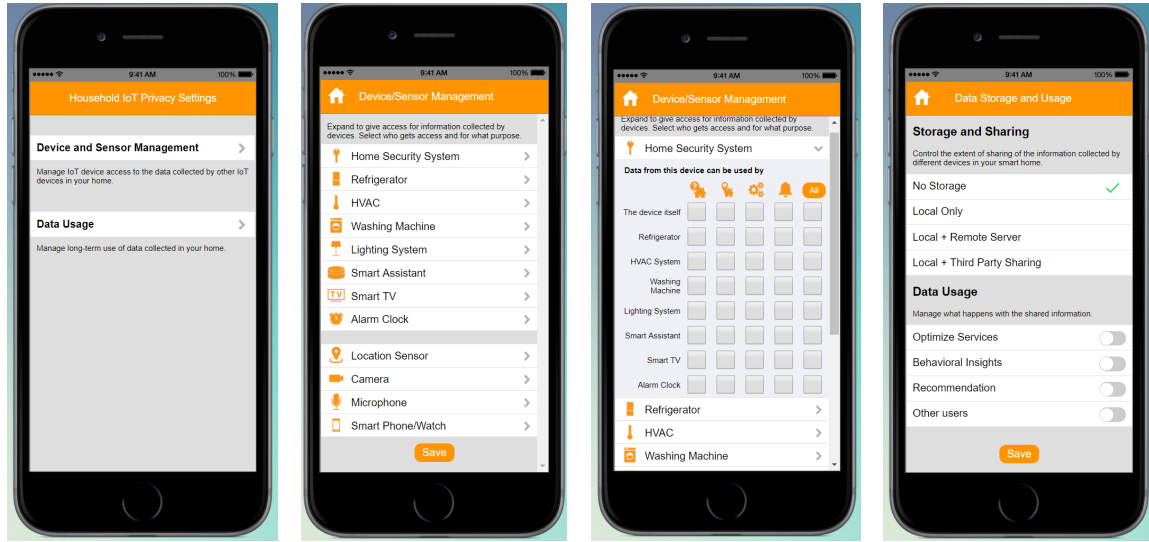 9:41 AM
100%
Household IoT Privacy Settings
Device and Sensor Management
Manage IoT device access to the data collected by other IoT
devices in your home.
Data Usage
Manage long-term use of data collected in your home.
9:41 AM
100%
Device/Sensor Management
Expand to give access for information collected by
devices. Select who gets access and for what purpose.
Home Security System
Refrigerator
HVAC
Washing Machine
Lighting System
Smart Assistant
TV
Smart TV
Alarm Clock
Location Sensor
Camera
Microphone
Smart Phone/Watch
Save
9:41 AM
100%
Device/Sensor Management
Expand to give access for information collected by
devices. Select who gets access and for what purpose.
Home Security System
Data from this device can be used by
All
The device itself
Refrigerator
HVAC System
Washing
Machine
Lighting System
Smart Assistant
Smart TV
Alarm Clock
Refrigerator
HVAC
Washing Machine
9:41 AM
100%
Data Storage and Usage
Storage and Sharing
Control the extent of sharing of the information collected by
different devices in your smart home.
No Storage
Local Only
Local + Remote Server
Local + Third Party Sharing
Data Usage
Manage what happens with the shared information.
Optimize Services
Behavioral Insights
Recommendation
Other users
Save